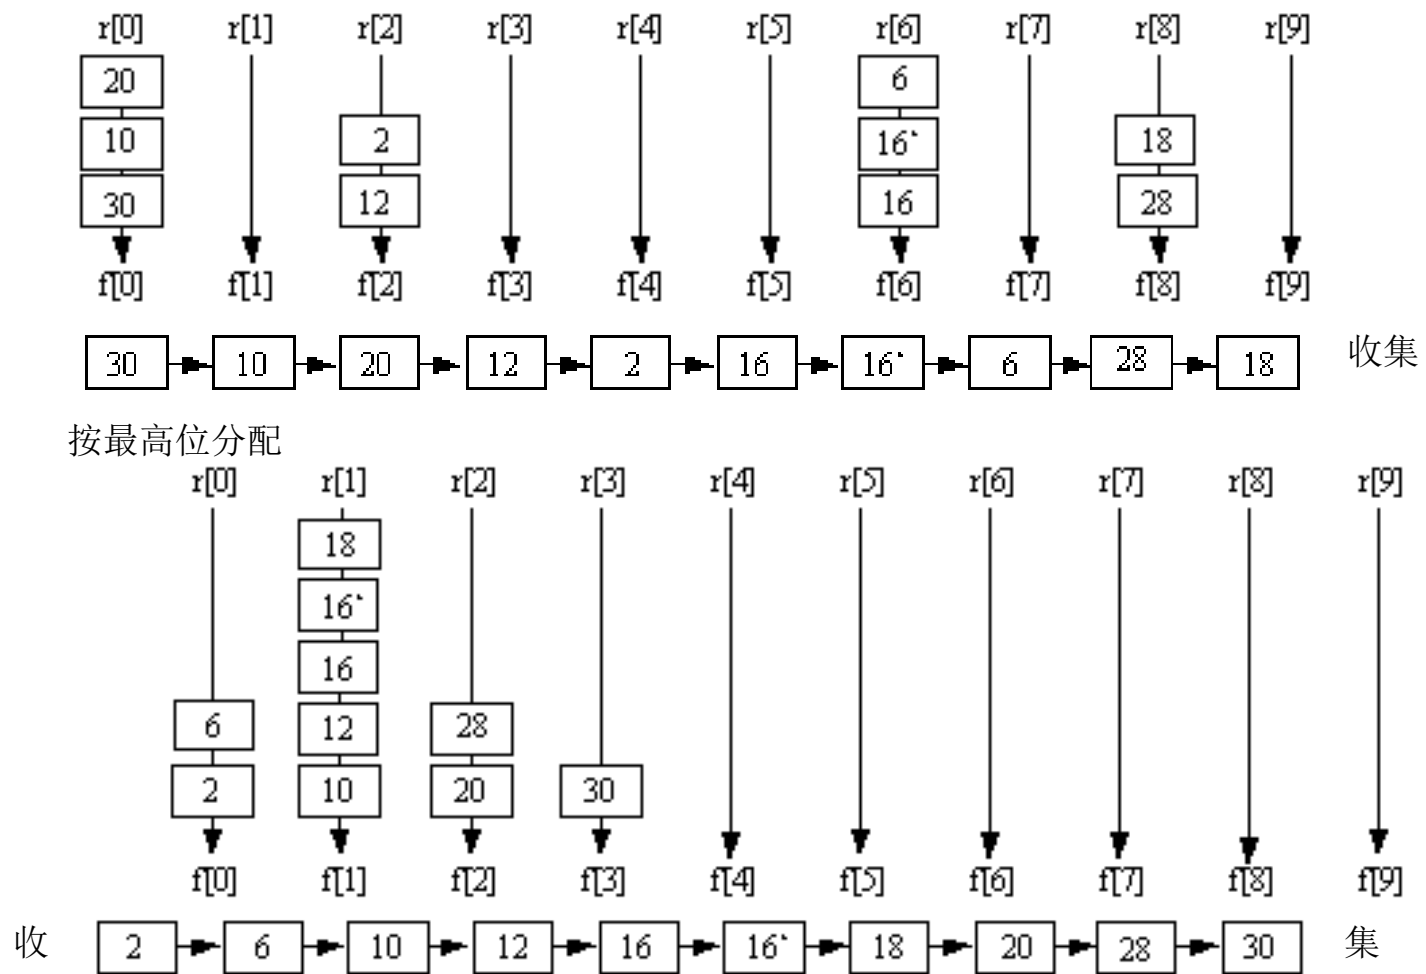 r[0] r[1] r[2] r[3] r[4] r[5] r[6] r[7] r[8] r[9]
20 6
10 2 16' 18
30 12 16 28
f[0] f[1] f[2] f[3] f[4] f[5] f[6] f[7] f[8] f[9]
30 10 20 12 2 16 16' 6 28 18 收集
按最高位分配
r[0] r[1] r[2] r[3] r[4] r[5] r[6] r[7] r[8] r[9]
18
16'
16
6 12 28
2 10 20 30
f[0] f[1] f[2] f[3] f[4] f[5] f[6] f[7] f[8] f[9]
收 2 6 10 12 16 16' 18 20 28 30 集